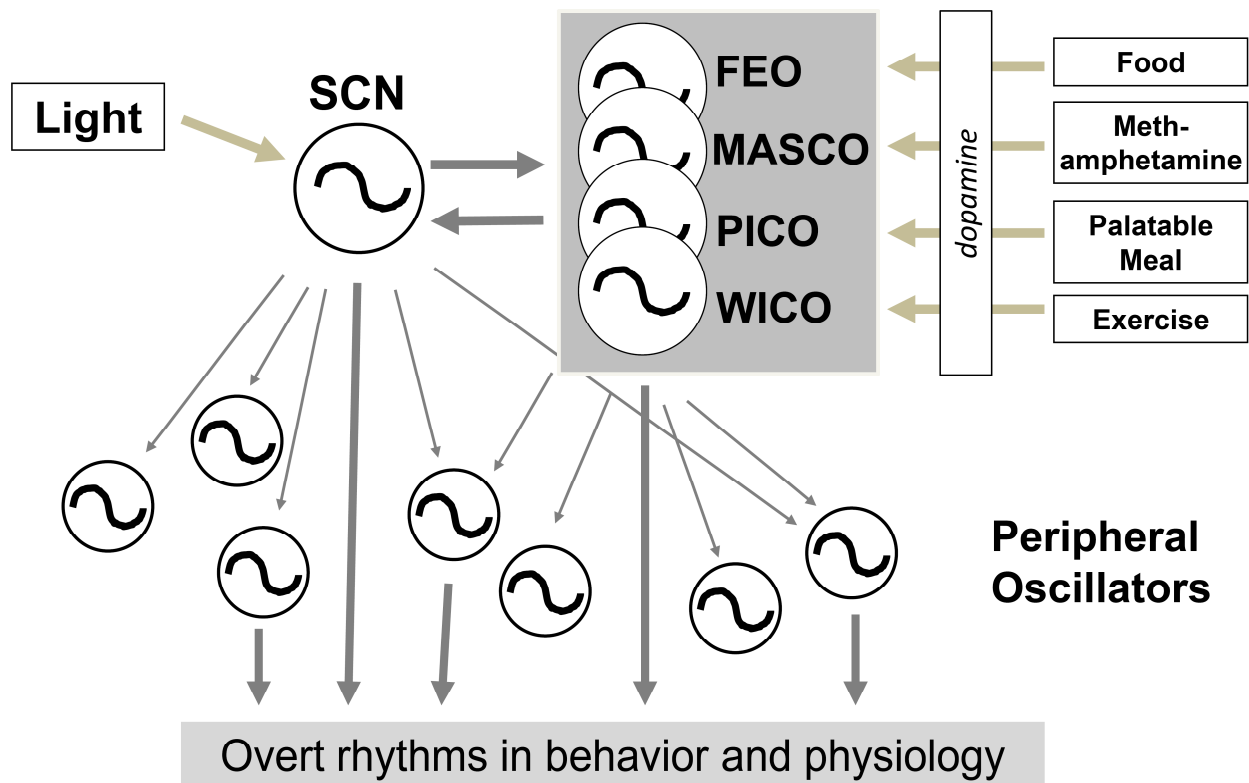 Light
SCN
FEO
MASCO
PICO
WICO
dopamine
Food
Meth-
amphetamine
Palatable
Meal
Exercise
Peripheral
Oscillators
Overt rhythms in behavior and physiology